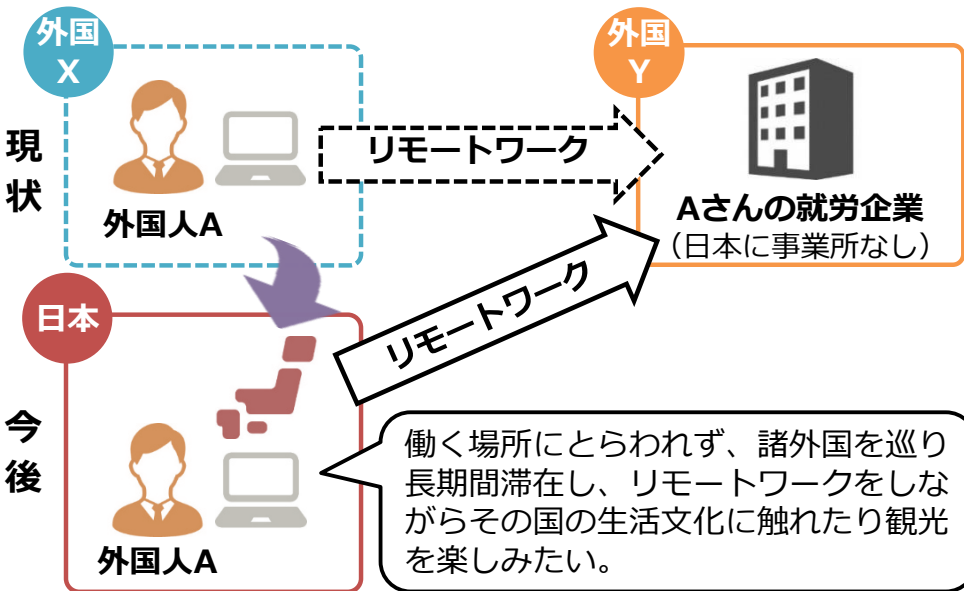 外国
X
外国
Y
現
状
リモートワーク
外国人A
Aさんの就労企業
（日本に事業所なし）
日本
リモートワーク
今
後
働く場所にとらわれず、諸外国を巡り
長期間滞在し、リモートワークをしな
がらその国の生活文化に触れたり観光
を楽しみたい。
外国人A